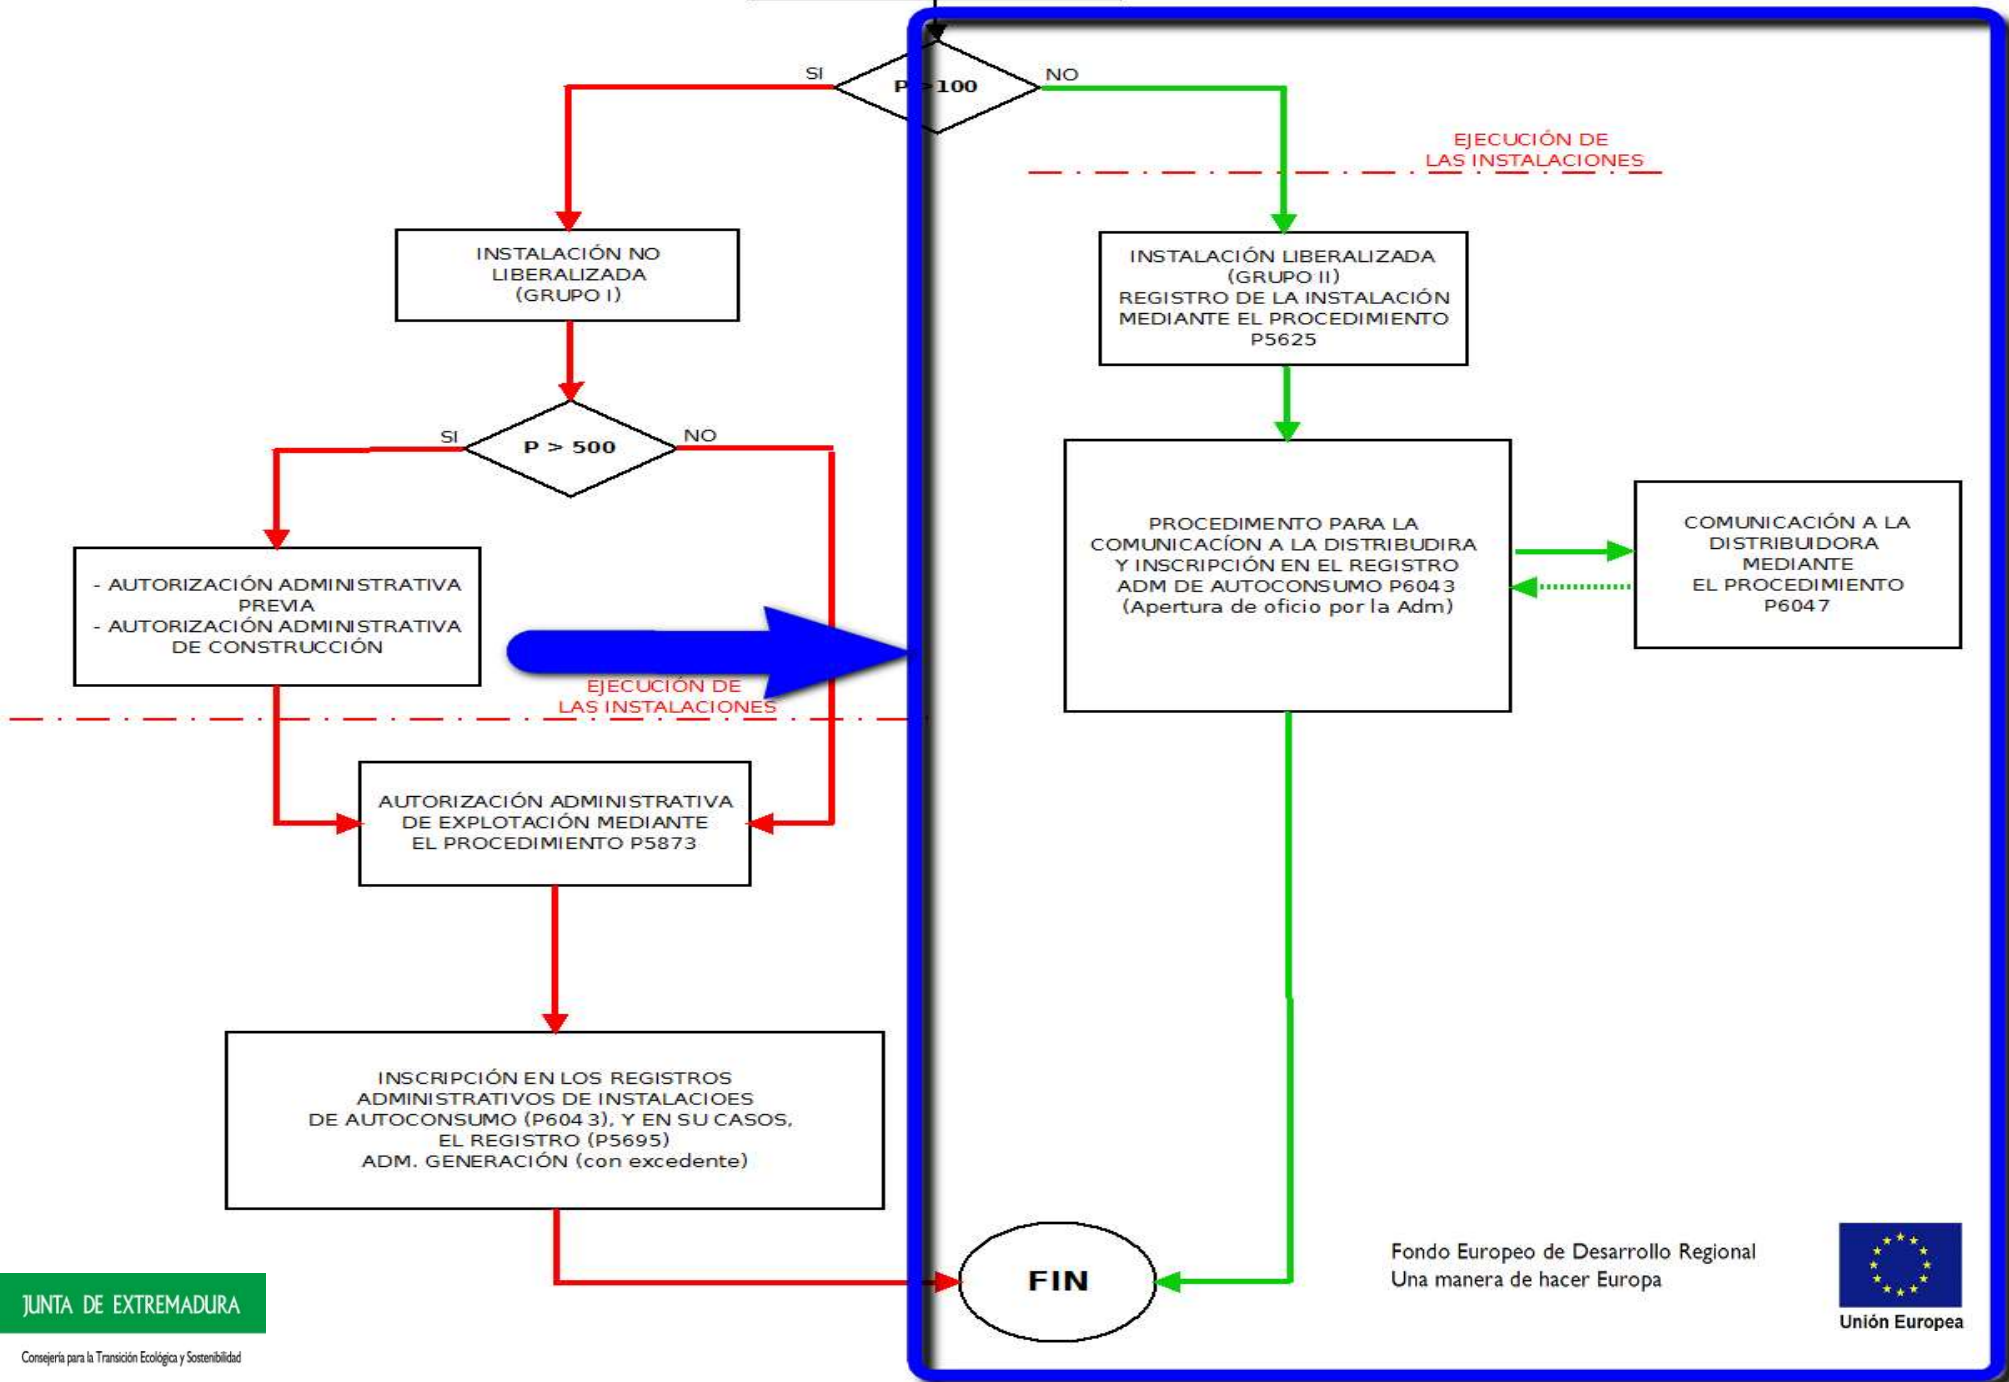 SI
P >100
NO
EJECUCIÓN DE
LAS INSTALACIONES
INSTALACIÓN NO
LIBERALIZADA
(GRUPO I)
INSTALACIÓN LIBERALIZADA
(GRUPO II)
REGISTRO DE LA INSTALACIÓN
MEDIANTE EL PROCEDIMIENTO
P5625
SI
P > 500
NO
- AUTORIZACIÓN ADMINISTRATIVA
PREVIA
- AUTORIZACIÓN ADMINISTRATIVA
DE CONSTRUCCIÓN
PROCEDIMENTO PARA LA
COMUNICACÍON A LA DISTRIBUDIRA
Y INSCRIPCIÓN EN EL REGISTRO
ADM DE AUTOCONSUMO P6043
(Apertura de oficio por la Adm)
COMUNICACIÓN A LA
DISTRIBUIDORA
MEDIANTE
EL PROCEDIMIENTO
P6047
EJECUCIÓN DE
LAS INSTALACIONES
AUTORIZACIÓN ADMINISTRATIVA
DE EXPLOTACIÓN MEDIANTE
EL PROCEDIMIENTO P5873
INSCRIPCIÓN EN LOS REGISTROS
ADMINISTRATIVOS DE INSTALACIOES
DE AUTOCONSUMO (P6043), Y EN SU CASOS,
EL REGISTRO (P5695)
ADM. GENERACIÓN (con excedente)
FIN
Fondo Europeo de Desarrollo Regional
Una manera de hacer Europa
Unión Europea
JUNTA DE EXTREMADURA
Consejería para la Transición Ecológica y Sostenibilidad